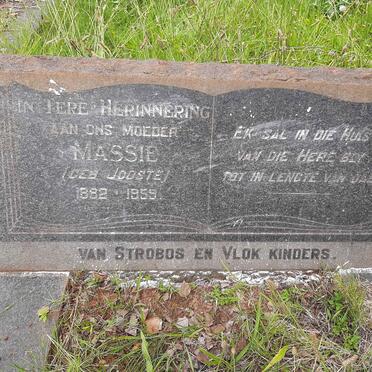 IN TERE HERINNERING
AAN ONS MOEDER
MASSIE
(GEB JOOSTE)
1882 - 1955.
EK SAL IN DIE HUIS
VAN DIE HERE BLY
TOT IN LENGTE VAN DAE
VAN STROBOS EN VLOK KINDERS.